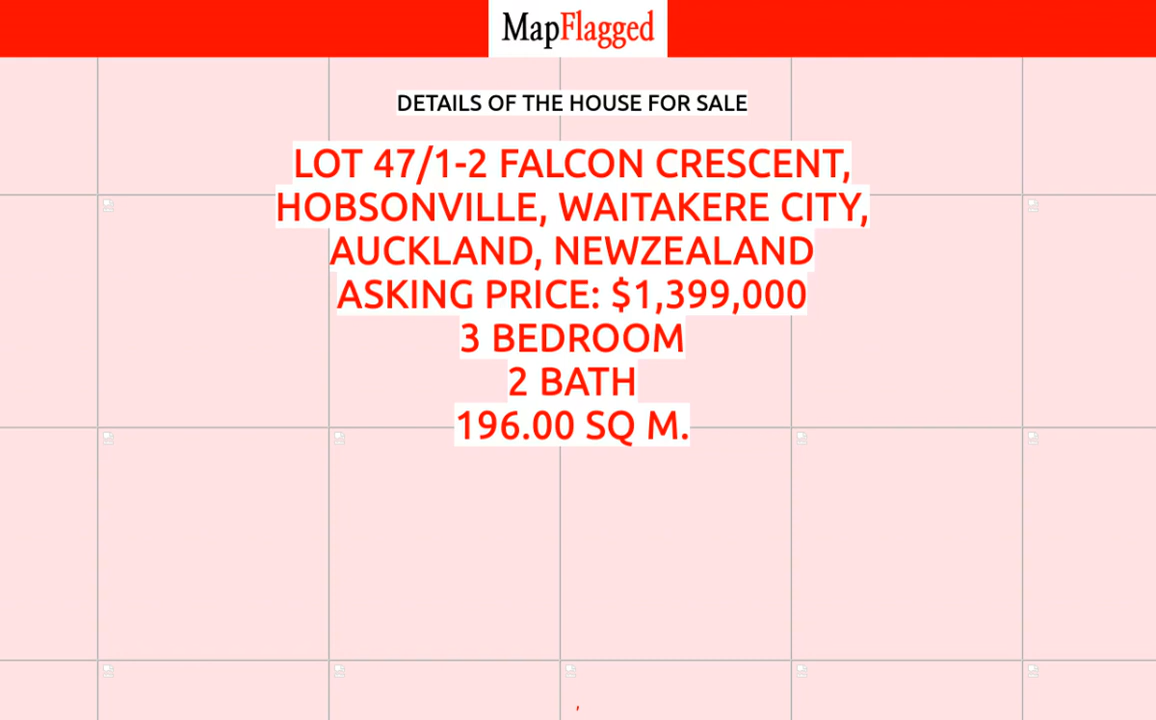 MapFlagged
DETAILS OF THE HOUSE FOR SALE
LOT 47/1-2 FALCON CRESCENT,
HOBSONVILLE, WAITAKERE CITY,
AUCKLAND, NEWZEALAND
ASKING PRICE: $1,399,000
3 BEDROOM
2 BATH
196.00 SQ M.
,